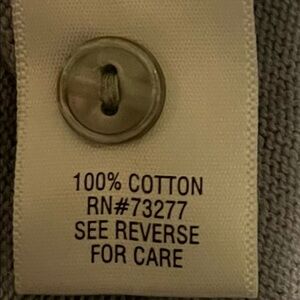 100% COTTON
RN#73277
SEE REVERSE
FOR CARE